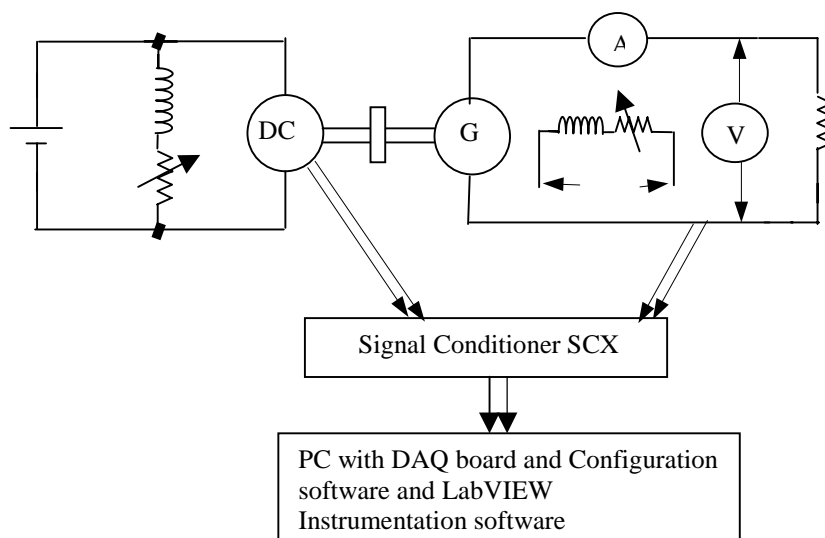 A
DC
G
V
Signal Conditioner SCX
PC with DAQ board and Configuration
software and LabVIEW
Instrumentation software